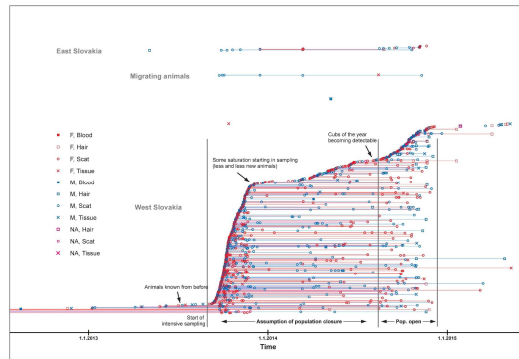 East Slovakia
Migrating animals
Cubs of the year
becoming detectable
F, Blood
F, Hair
F, Scat
F, Tissue
M, Blood
M, Hair
M, Scat
M, Tissue
NA, Hair
NA, Scat
NA, Tissue
Some saturation starting in sampling
(less and less new animals)
West Slovakia
Animals known from before
Start of
intensive sampling
Assumption of population closure
Pop. open
1.1.2013
1.1.2014
1.1.2015
Time